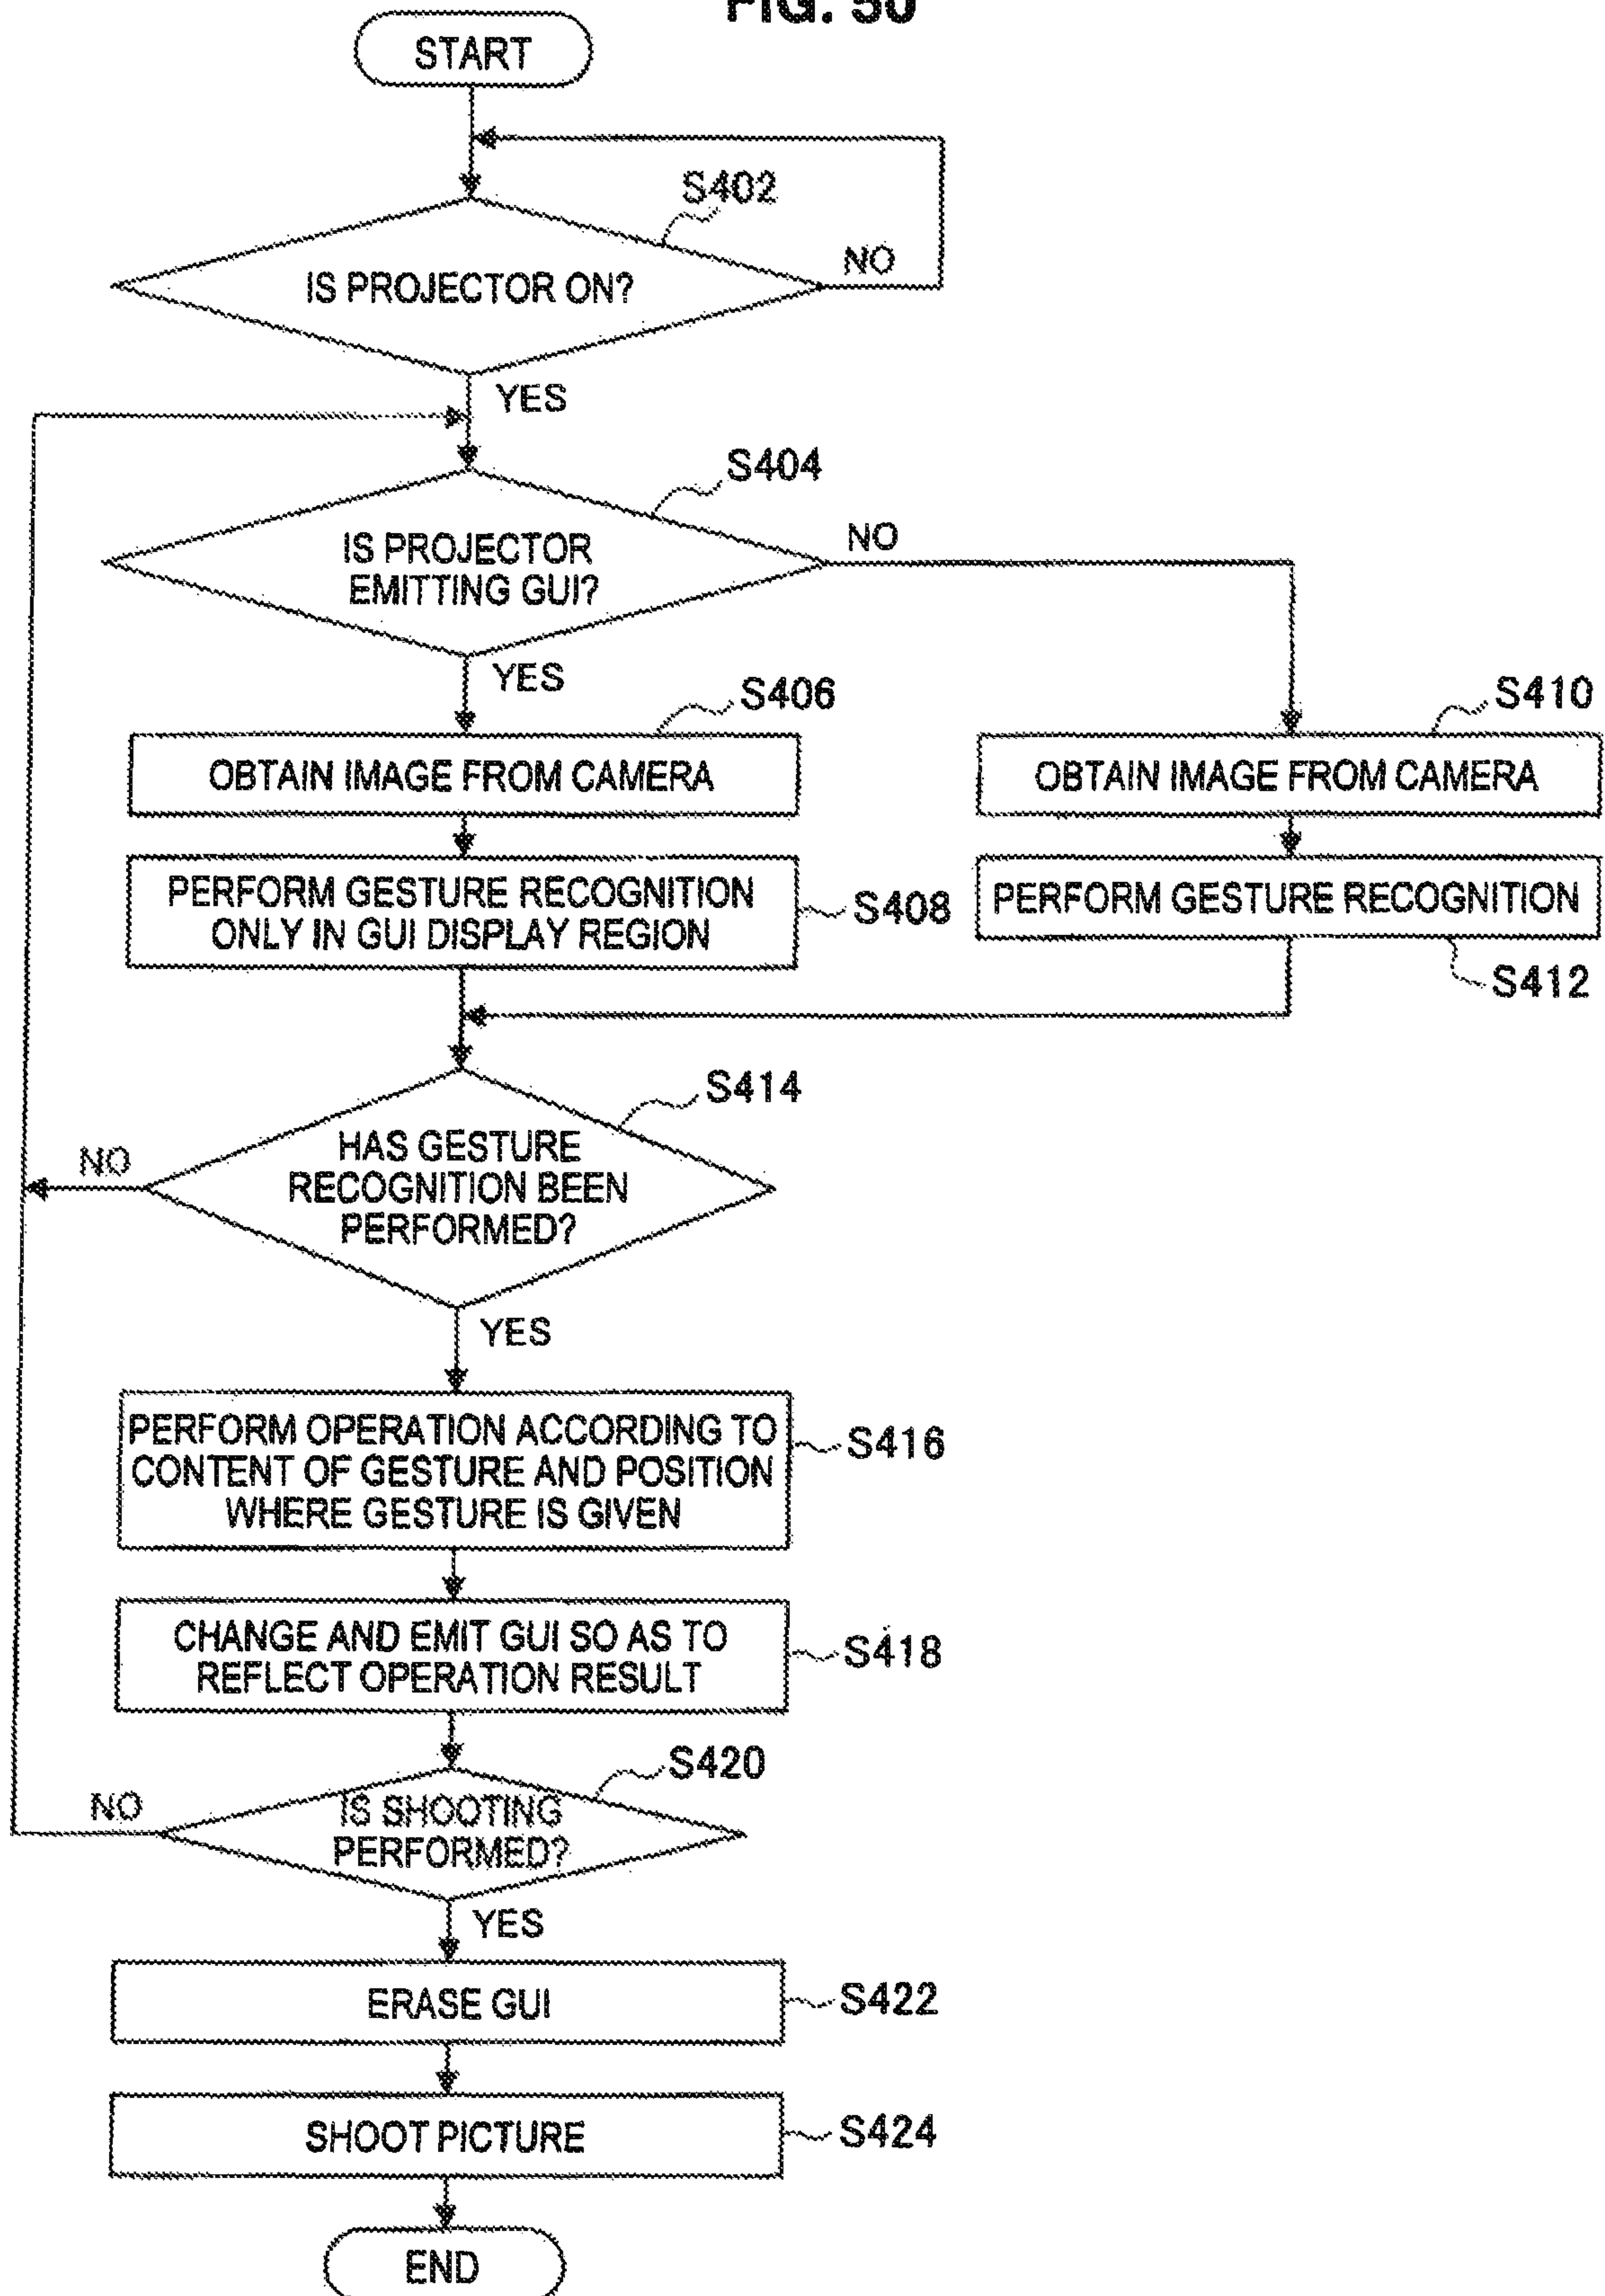 FIG. 50
START
S402
IS PROJECTOR ON?
NO
YES
S404
IS PROJECTOR
EMITTING GUI?
NO
YES
S406
OBTAIN IMAGE FROM CAMERA
S410
OBTAIN IMAGE FROM CAMERA
PERFORM GESTURE RECOGNITION
ONLY IN GUI DISPLAY REGION
S408
PERFORM GESTURE RECOGNITION
S412
S414
HAS GESTURE
RECOGNITION BEEN
PERFORMED?
NO
YES
PERFORM OPERATION ACCORDING TO
CONTENT OF GESTURE AND POSITION
WHERE GESTURE IS GIVEN
S416
CHANGE AND EMIT GUI SO AS TO
REFLECT OPERATION RESULT
S418
S420
IS SHOOTING
PERFORMED?
NO
YES
ERASE GUI
S422
SHOOT PICTURE
S424
END